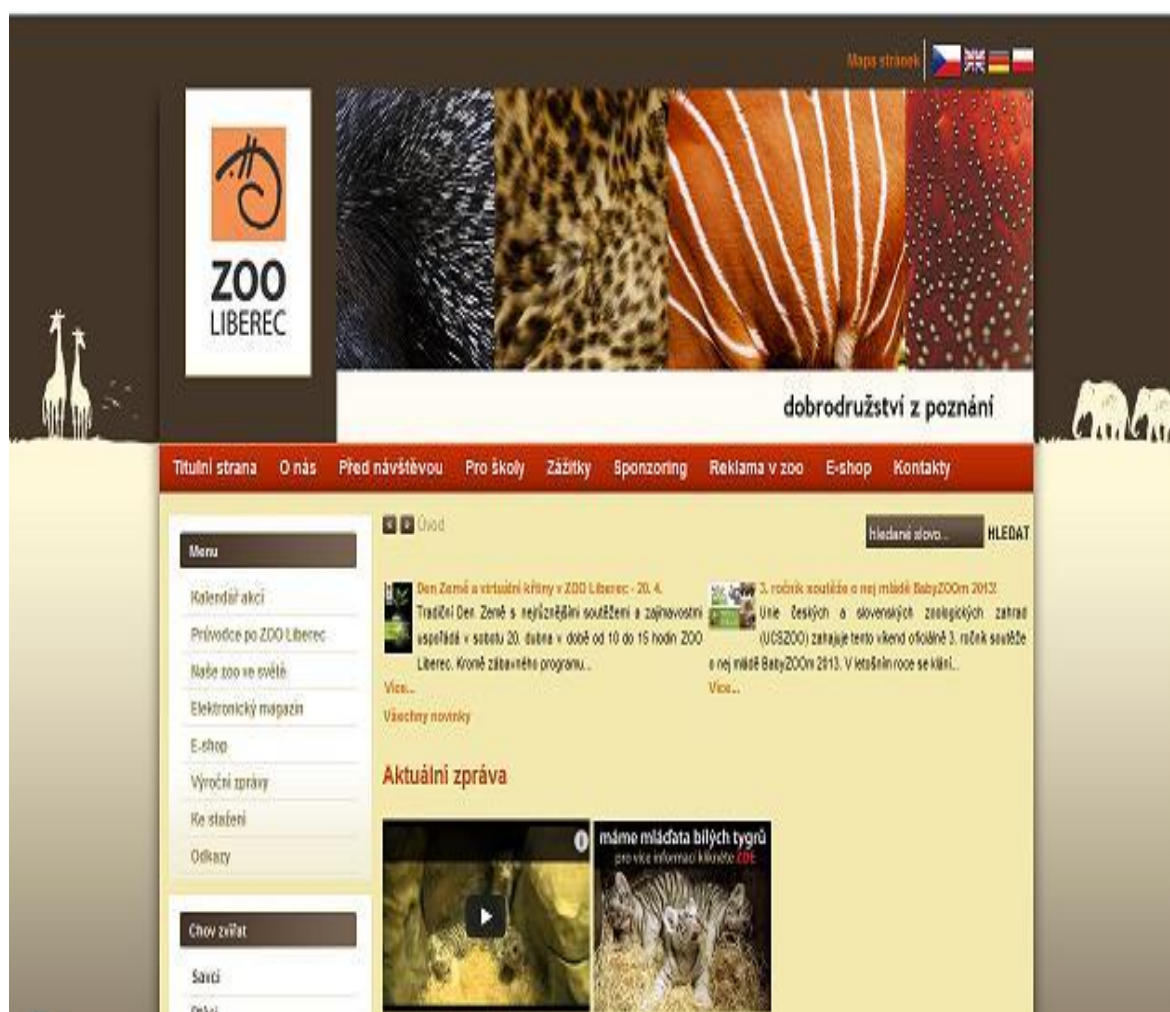 Mapa stránek
ZOO
LIBEREC
dobrodružství z poznání
Titulní strana O nás Před návštěvou Pro školy Zážitky Sponzoring Reklama v zoo E-shop Kontakty
Menu
Kalendář akcí
Průvodce po ZOO Liberec
Naše zoo ve světě
Elektronický magazín
E-shop
Výroční zprávy
Ke stažení
Odkazy
Chov zvířat
Savci
Úvod
hledané slovo...
HLEDAT
Den Země a virtuální křtiny v ZOO Liberec - 20. 4.
Tradiční Den Země s nejrůznějšími soutěžemi a zajímavostmi
uspořádá v sobotu 20. dubna v době od 10 do 15 hodin ZOO
Liberec. Kromě zábavného programu...
Více...
Všechny novinky
3. ročník soutěže o nej mládě BabyZOOm 2013!
Unie českých a slovenských zoologických zahrad
(UCSZOO) zahajuje tento víkend oficiálně 3. ročník soutěže
o nej mládě BabyZOOm 2013. V letošním roce se klání...
Více...
Aktuální zpráva
máme mláďata bílých tygrů
pro více informací klikněte ZDE